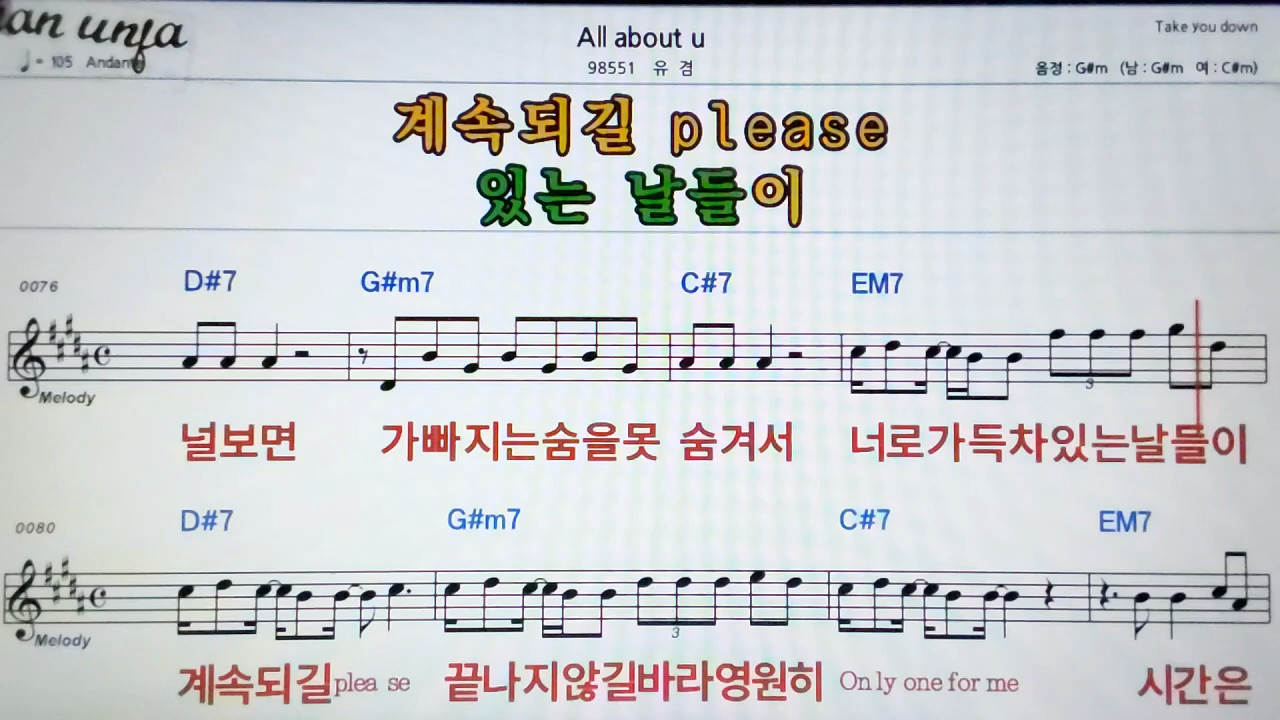 All about u
Take you down
♩= 105 Andante
98551 유 겸
음정 : G#m (남 : G#m 여 : C#m)
계속되길 please
있는 날들이
0076 D#7 G#m7 C#7 EM7
3
Melody
널보면 가빠지는숨을못 숨겨서 너로가득차있는날들이
0080 D#7 G#m7 C#7 EM7
3
Melody
계속되길 plea se 끝나지않길바라영원히 Only one for me 시간은